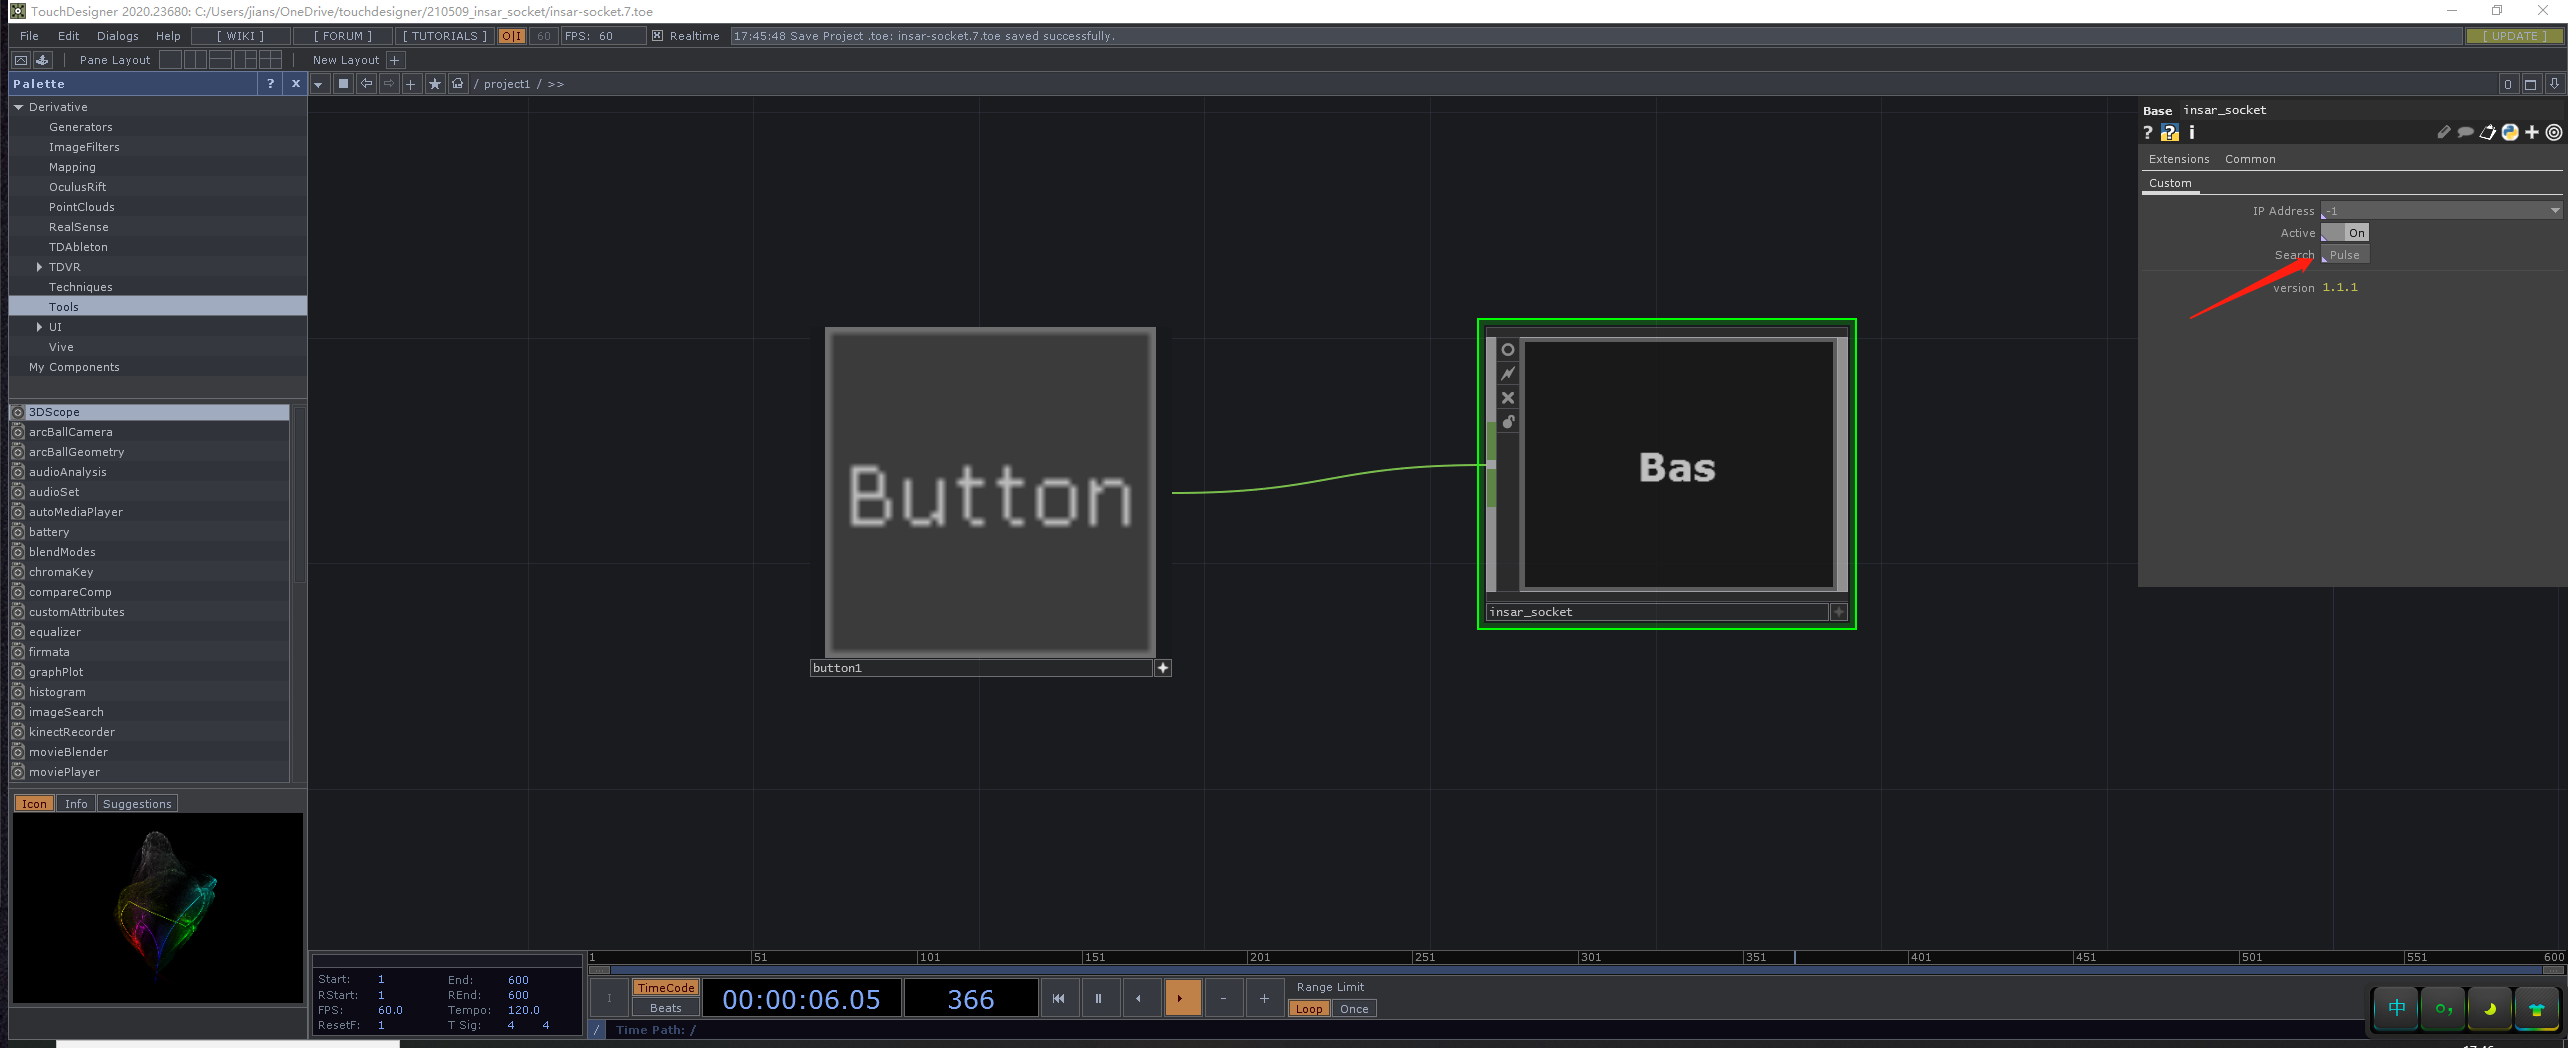 TouchDesigner 2020.23680: C:/Users/jians/OneDrive/touchdesigner/210509_insar_socket/insar-socket.7.toe
File Edit Dialogs Help [ WIKI ] [ FORUM ] [ TUTORIALS ] O|I 60 FPS: 60 Realtime 17:45:48 Save Project .toe: insar-socket.7.toe saved successfully. [ UPDATE ]
Pane Layout New Layout +
Palette ? x / project1 / >> 0
Derivative
Generators
ImageFilters
Mapping
OculusRift
PointClouds
RealSense
TDAbleton
TDVR
Techniques
Tools
UI
Vive
My Components
3DScope
arcBallCamera
arcBallGeometry
audioAnalysis
audioSet
autoMediaPlayer
battery
blendModes
chromaKey
compareComp
customAttributes
equalizer
firmata
graphPlot
histogram
imageSearch
kinectRecorder
movieBlender
moviePlayer
Icon Info Suggestions
Button
button1
Bas
insar_socket
Base insar_socket
? ? i
Extensions Common
Custom
IP Address -1
Active On
Search Pulse
version 1.1.1
1 51 101 151 201 251 301 351 401 451 501 551 600
Start: 1 End: 600
RStart: 1 REnd: 600
FPS: 60.0 Tempo: 120.0
ResetF: 1 T Sig: 4 4
TimeCode
Beats
00:00:06.05 366
- +
Range Limit
Loop Once
/ Time Path: /
中